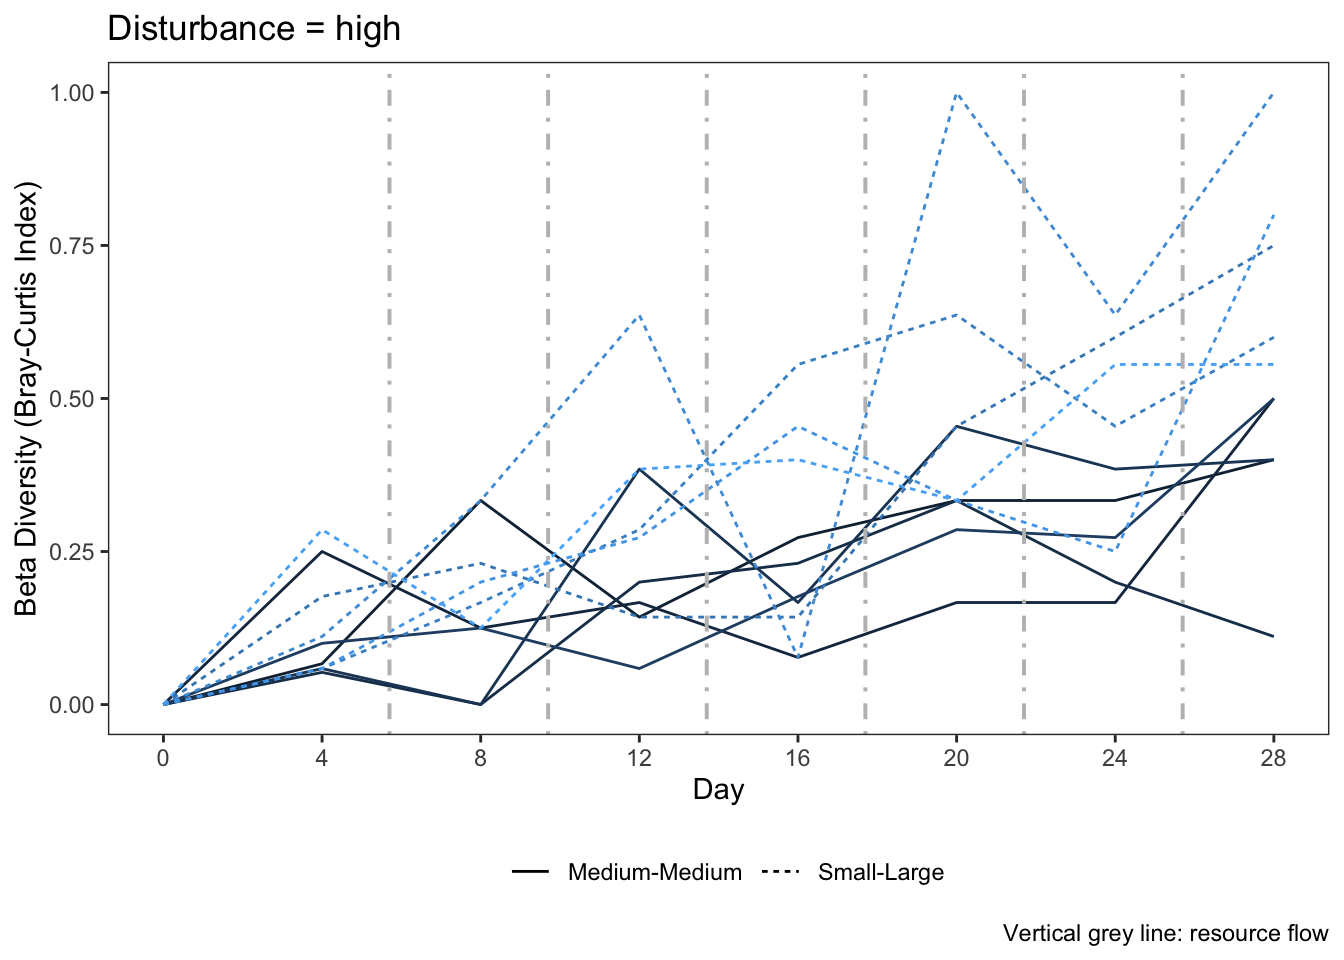 Disturbance = high
Beta Diversity (Bray-Curtis Index)
1.00
0.75
0.50
0.25
0.00
0 4 8 12 16 20 24 28
Day
Medium-Medium Small-Large
Vertical grey line: resource flow